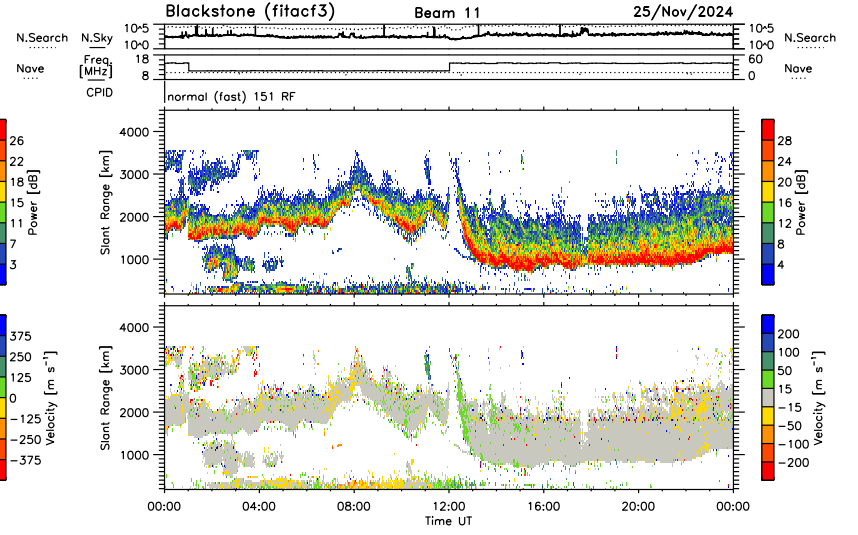 Blackstone (fitacf3) Beam 11 25/Nov/2024
N.Search N.Sky 10^5 10^0 10^5 10^0 N.Search
Nave Freq. [MHz] 18 8 60 0 Nave
CPID normal (fast) 151 RF
26 22 18 15 11 7 3
Power [dB]
Slant Range [km]
4000
3000
2000
1000
28 24 20 16 12 8 4
Power [dB]
375 250 125 0 −125 −250 −375
Velocity [m s⁻¹]
Slant Range [km]
4000
3000
2000
1000
200 100 50 15 −15 −50 −100 −200
Velocity [m s⁻¹]
00:00 04:00 08:00 12:00 16:00 20:00 00:00
Time UT